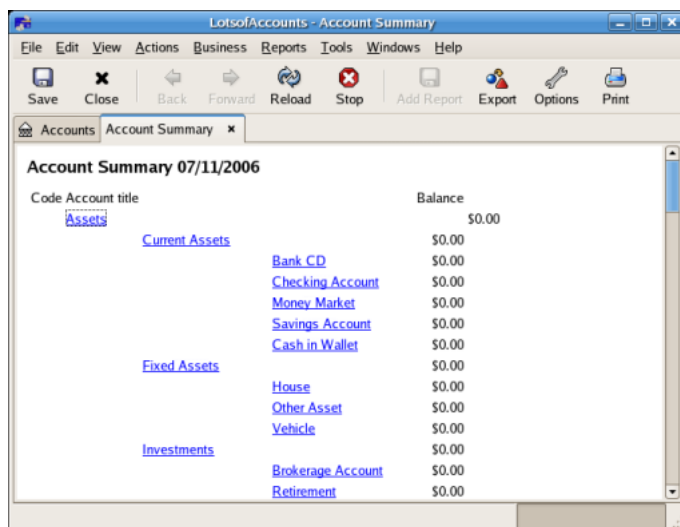 LotsofAccounts - Account Summary
File Edit View Actions Business Reports Tools Windows Help
Save Close Back Forward Reload Stop Add Report Export Options Print
Accounts Account Summary
Account Summary 07/11/2006
Code Account title Balance
Assets $0.00
Current Assets $0.00
Bank CD $0.00
Checking Account $0.00
Money Market $0.00
Savings Account $0.00
Cash in Wallet $0.00
Fixed Assets $0.00
House $0.00
Other Asset $0.00
Vehicle $0.00
Investments $0.00
Brokerage Account $0.00
Retirement $0.00